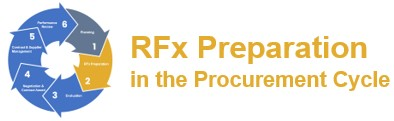 RFx Preparation
in the Procurement Cycle
6
Performance
Review
Planning
1
5
Contract & Supplier
Management
RFx Preparation
2
4
Negotiation &
Contract Award
3
Evaluation